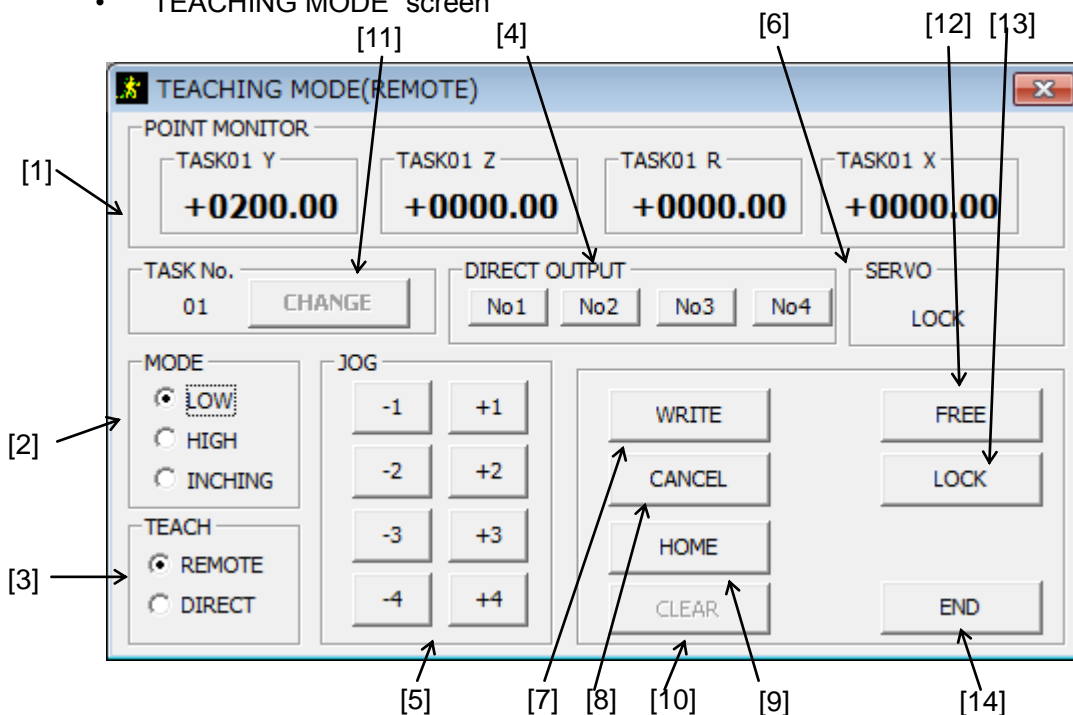 • "TEACHING MODE" screen
[11] [4] [6] [12] [13]
TEACHING MODE(REMOTE)
POINT MONITOR
TASK01 Y TASK01 Z TASK01 R TASK01 X
[1]
+0200.00 +0000.00 +0000.00 +0000.00
TASK No. DIRECT OUTPUT SERVO
01 CHANGE No1 No2 No3 No4 LOCK
MODE JOG
LOW -1 +1 WRITE FREE
[2]
HIGH
INCHING -2 +2 CANCEL LOCK
TEACH
REMOTE -3 +3 HOME
[3]
DIRECT -4 +4 CLEAR END
[5] [7] [8] [10] [9] [14]